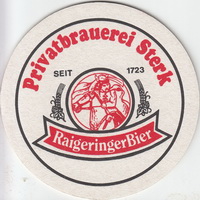 Privatbrauerei Sterk
SEIT 1723
RaigeringerBier